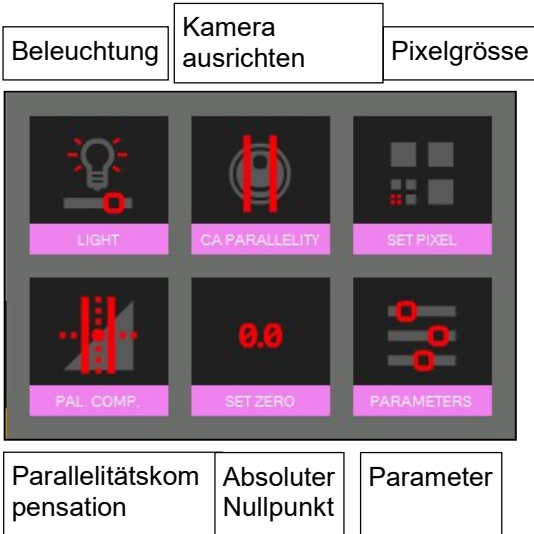 Beleuchtung
Kamera
ausrichten
Pixelgrösse
LIGHT
CA PARALLELITY
SET PIXEL
0.0
PAL. COMP.
SET ZERO
PARAMETERS
Parallelitätskom
pensation
Absoluter
Nullpunkt
Parameter